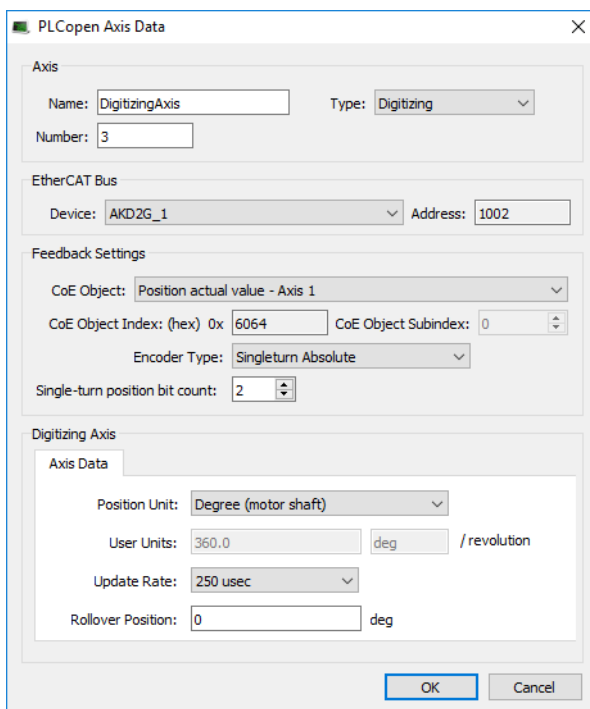 PLCopen Axis Data
Axis
Name: DigitizingAxis Type: Digitizing
Number: 3
EtherCAT Bus
Device: AKD2G_1 Address: 1002
Feedback Settings
CoE Object: Position actual value - Axis 1
CoE Object Index: (hex) 0x 6064 CoE Object Subindex: 0
Encoder Type: Singleturn Absolute
Single-turn position bit count: 2
Digitizing Axis
Axis Data
Position Unit: Degree (motor shaft)
User Units: 360.0 deg / revolution
Update Rate: 250 usec
Rollover Position: 0 deg
OK Cancel